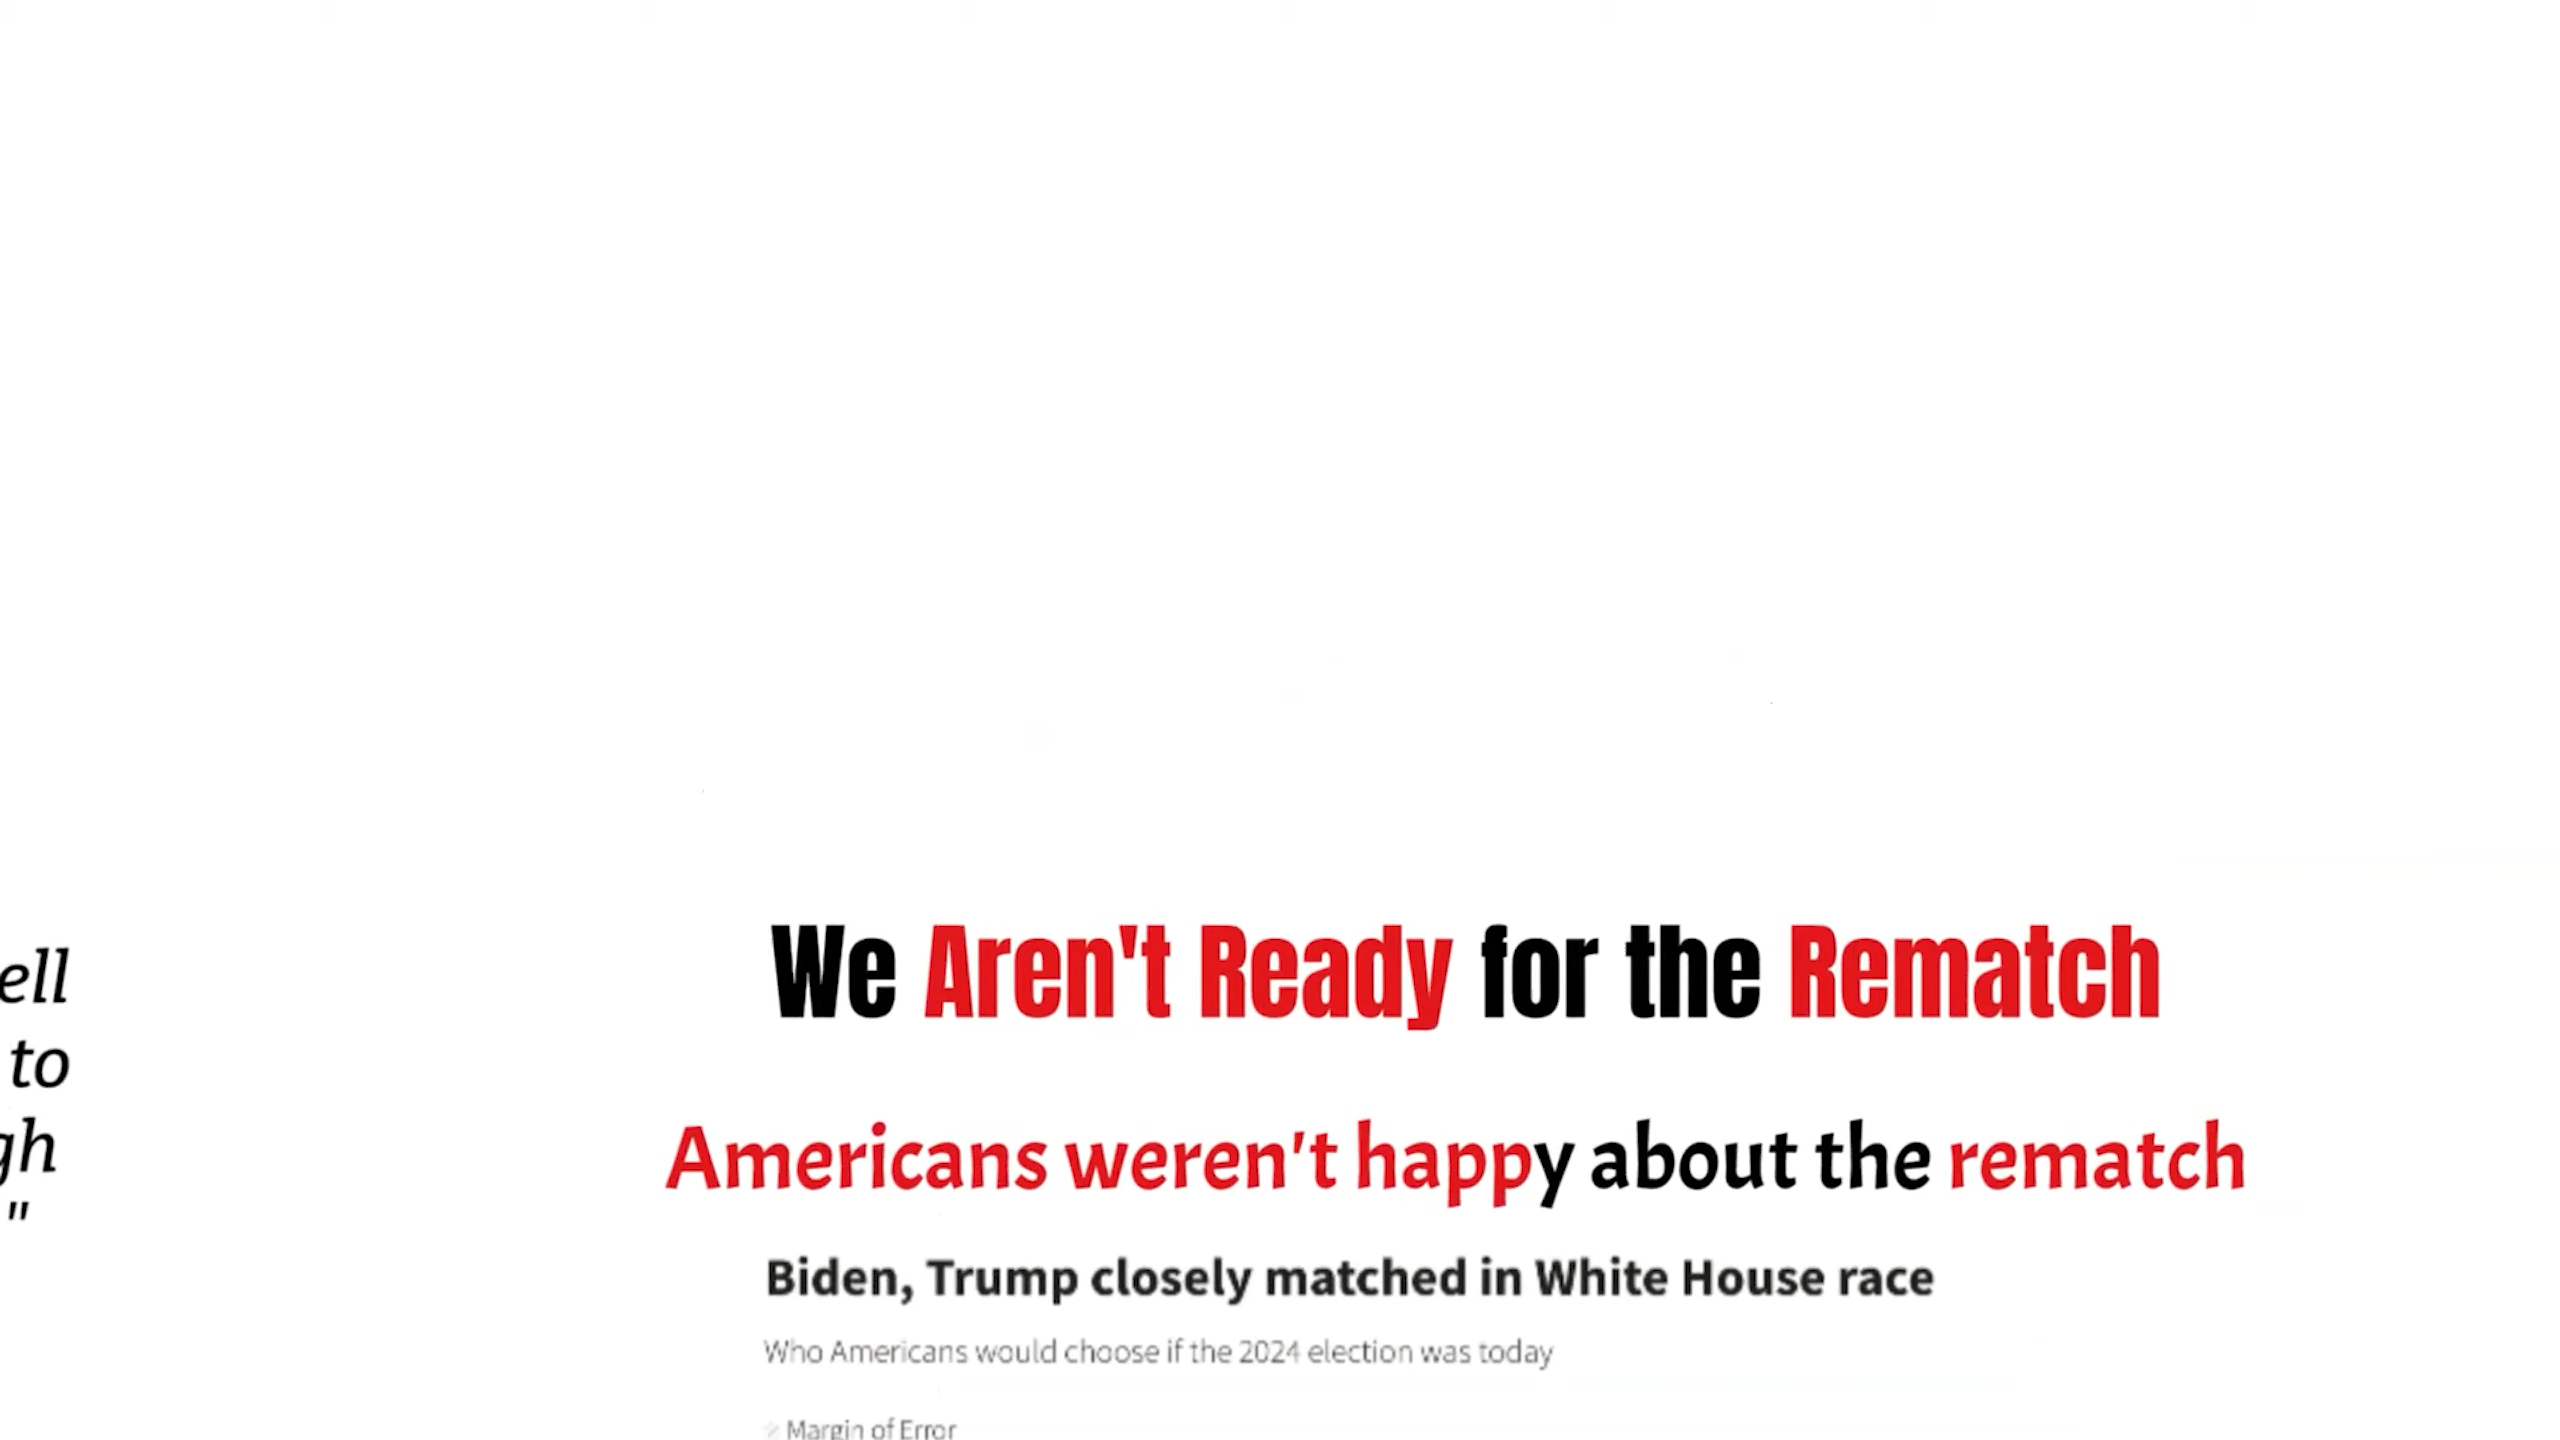 ell
to
gh
"
We Aren't Ready for the Rematch
Americans weren't happy about the rematch
Biden, Trump closely matched in White House race
Who Americans would choose if the 2024 election was today
Margin of Error